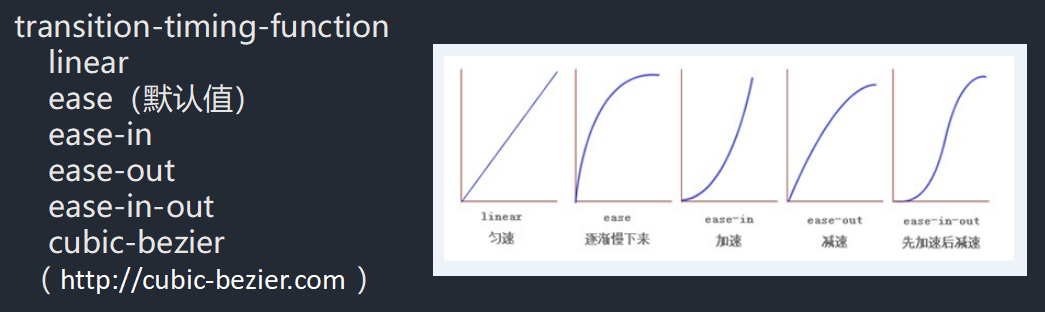 transition-timing-function
linear
ease（默认值）
ease-in
ease-out
ease-in-out
cubic-bezier
（http://cubic-bezier.com）
linear
匀速
ease
逐渐慢下来
ease-in
加速
ease-out
减速
ease-in-out
先加速后减速